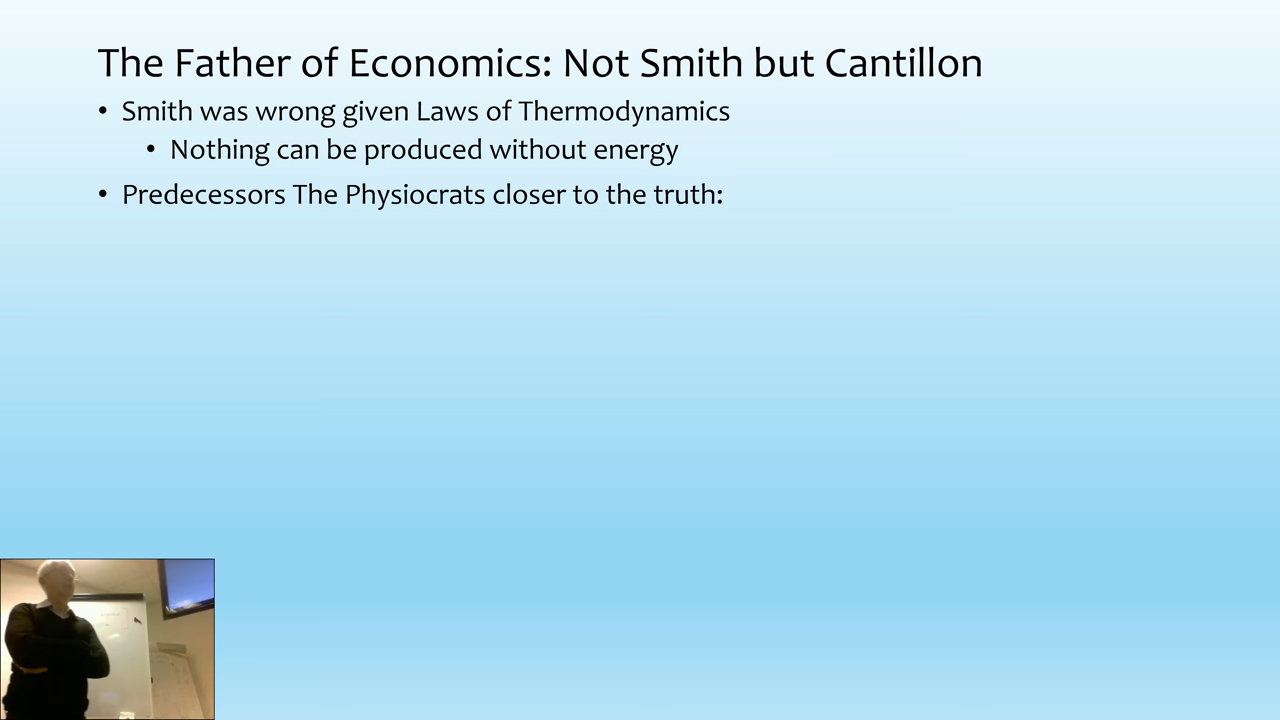 The Father of Economics: Not Smith but Cantillon
• Smith was wrong given Laws of Thermodynamics
• Nothing can be produced without energy
• Predecessors The Physiocrats closer to the truth: